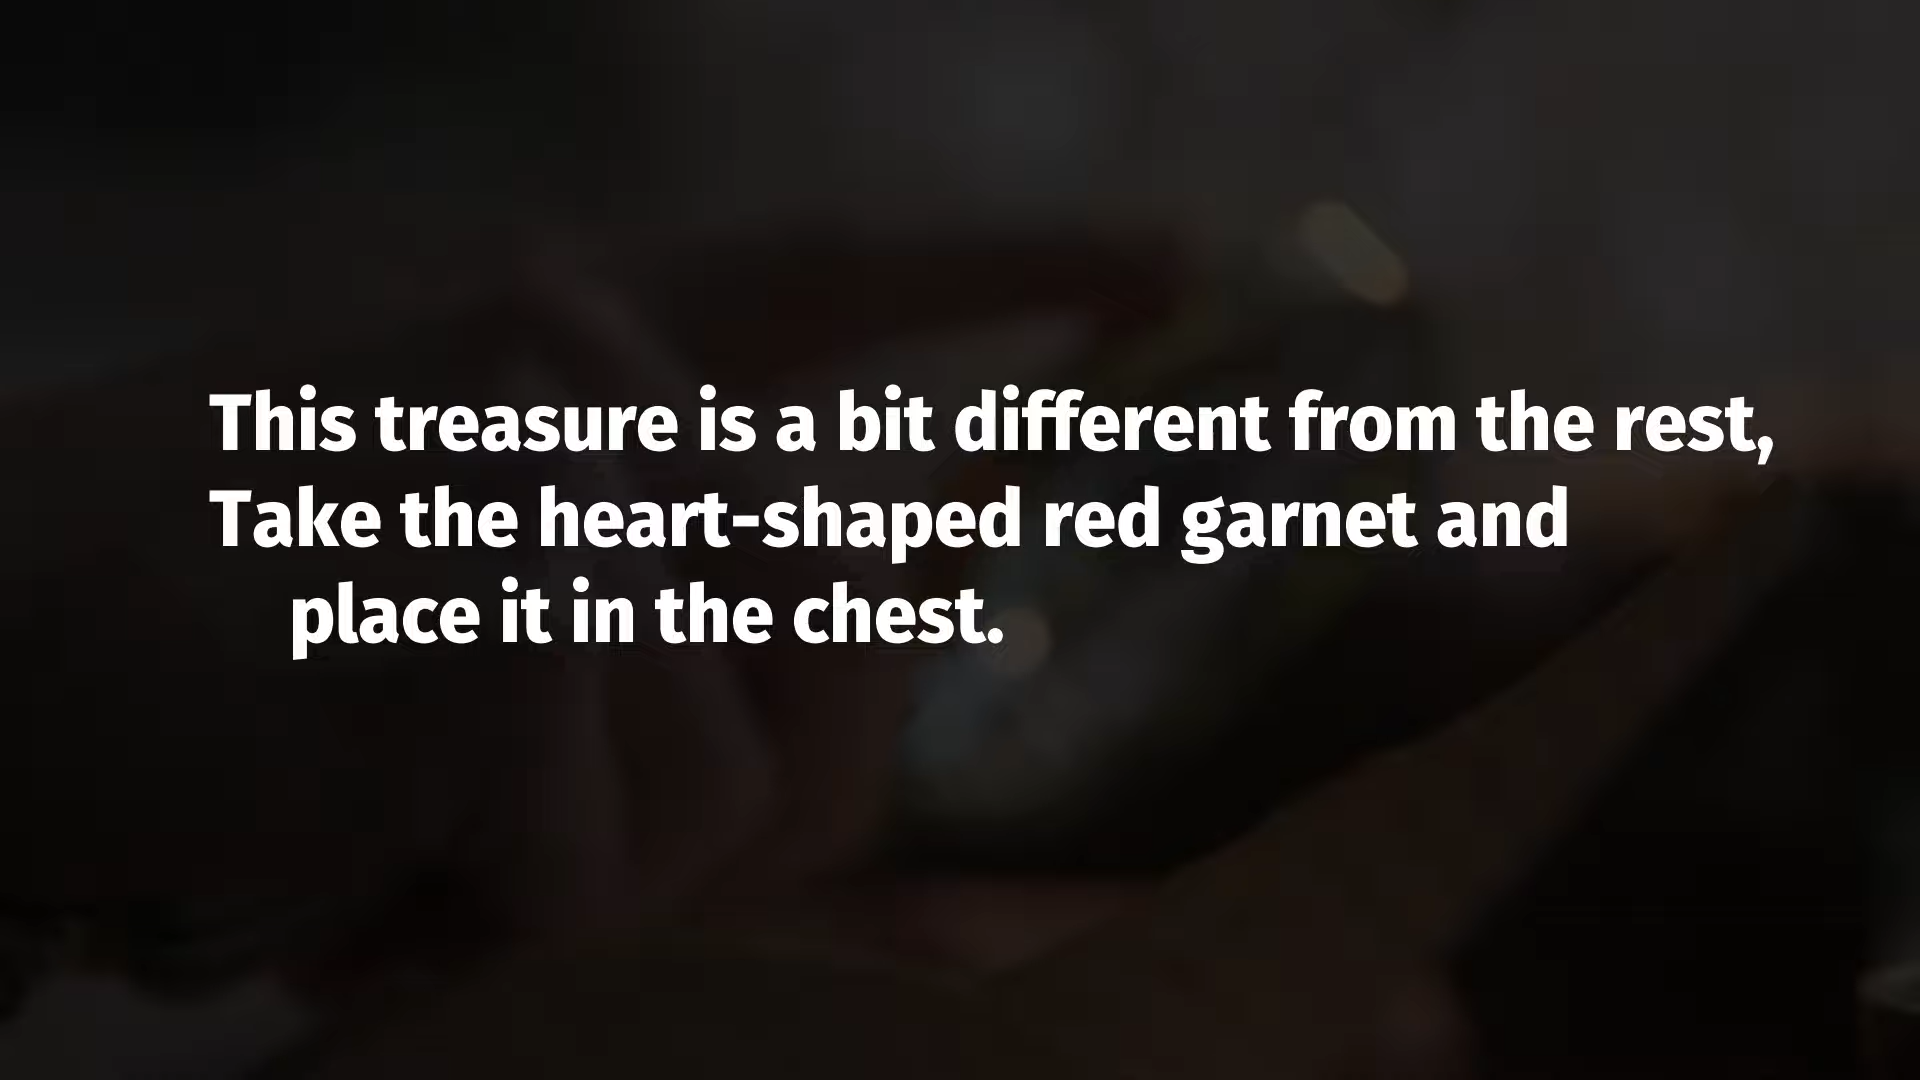 This treasure is a bit different from the rest,
Take the heart-shaped red garnet and
place it in the chest.